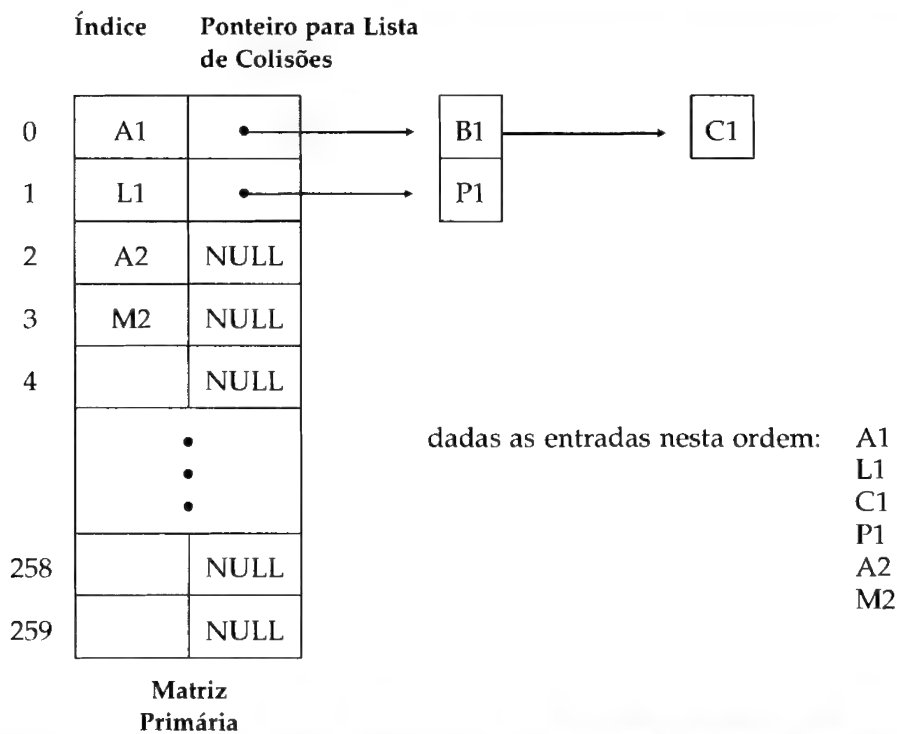 Índice Ponteiro para Lista
de Colisões
0 A1 B1 C1
1 L1 P1
2 A2 NULL
3 M2 NULL
4 NULL
dadas as entradas nesta ordem: A1
L1
C1
P1
A2
M2
258 NULL
259 NULL
Matriz
Primária